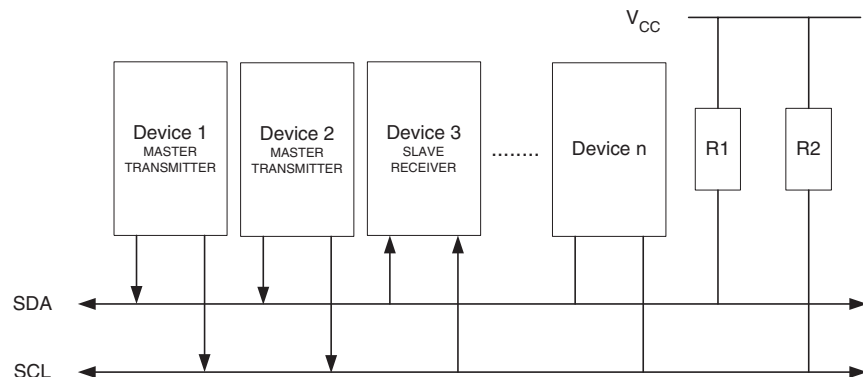 VCC
Device 1
MASTER
TRANSMITTER
Device 2
MASTER
TRANSMITTER
Device 3
SLAVE
RECEIVER
........
Device n
R1
R2
SDA
SCL